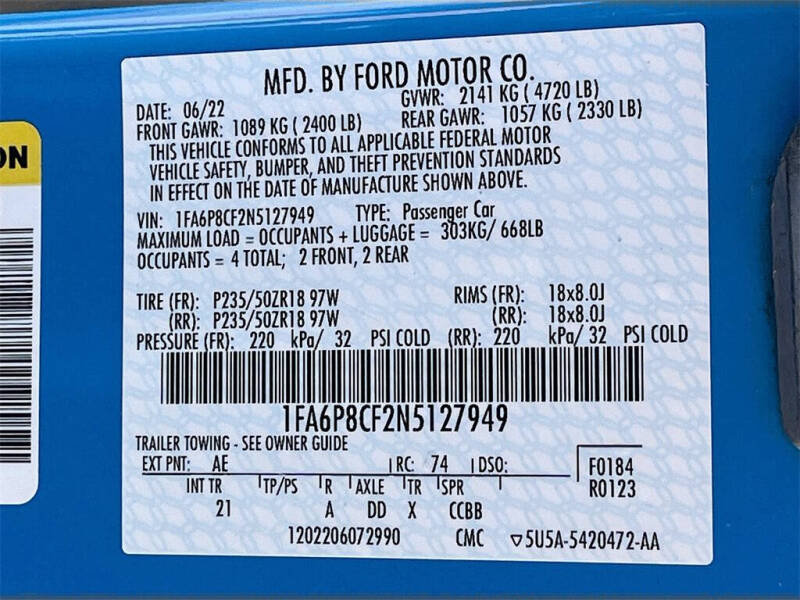 ON
MFD. BY FORD MOTOR CO.
DATE: 06/22 GVWR: 2141 KG ( 4720 LB)
FRONT GAWR: 1089 KG ( 2400 LB) REAR GAWR: 1057 KG ( 2330 LB)
THIS VEHICLE CONFORMS TO ALL APPLICABLE FEDERAL MOTOR
VEHICLE SAFETY, BUMPER, AND THEFT PREVENTION STANDARDS
IN EFFECT ON THE DATE OF MANUFACTURE SHOWN ABOVE.
VIN: 1FA6P8CF2N5127949 TYPE: Passenger Car
MAXIMUM LOAD = OCCUPANTS + LUGGAGE = 303KG/ 668LB
OCCUPANTS = 4 TOTAL; 2 FRONT, 2 REAR
TIRE (FR): P235/50ZR18 97W RIMS (FR): 18x8.0J
(RR): P235/50ZR18 97W (RR): 18x8.0J
PRESSURE (FR): 220 kPa/ 32 PSI COLD (RR): 220 kPa/ 32 PSI COLD
1FA6P8CF2N5127949
TRAILER TOWING - SEE OWNER GUIDE
EXT PNT: AE RC: 74 DSO: F0184
R0123
INT TR TP/PS R AXLE TR SPR
21 A DD X CCBB
1202206072990 CMC ▽5U5A-5420472-AA